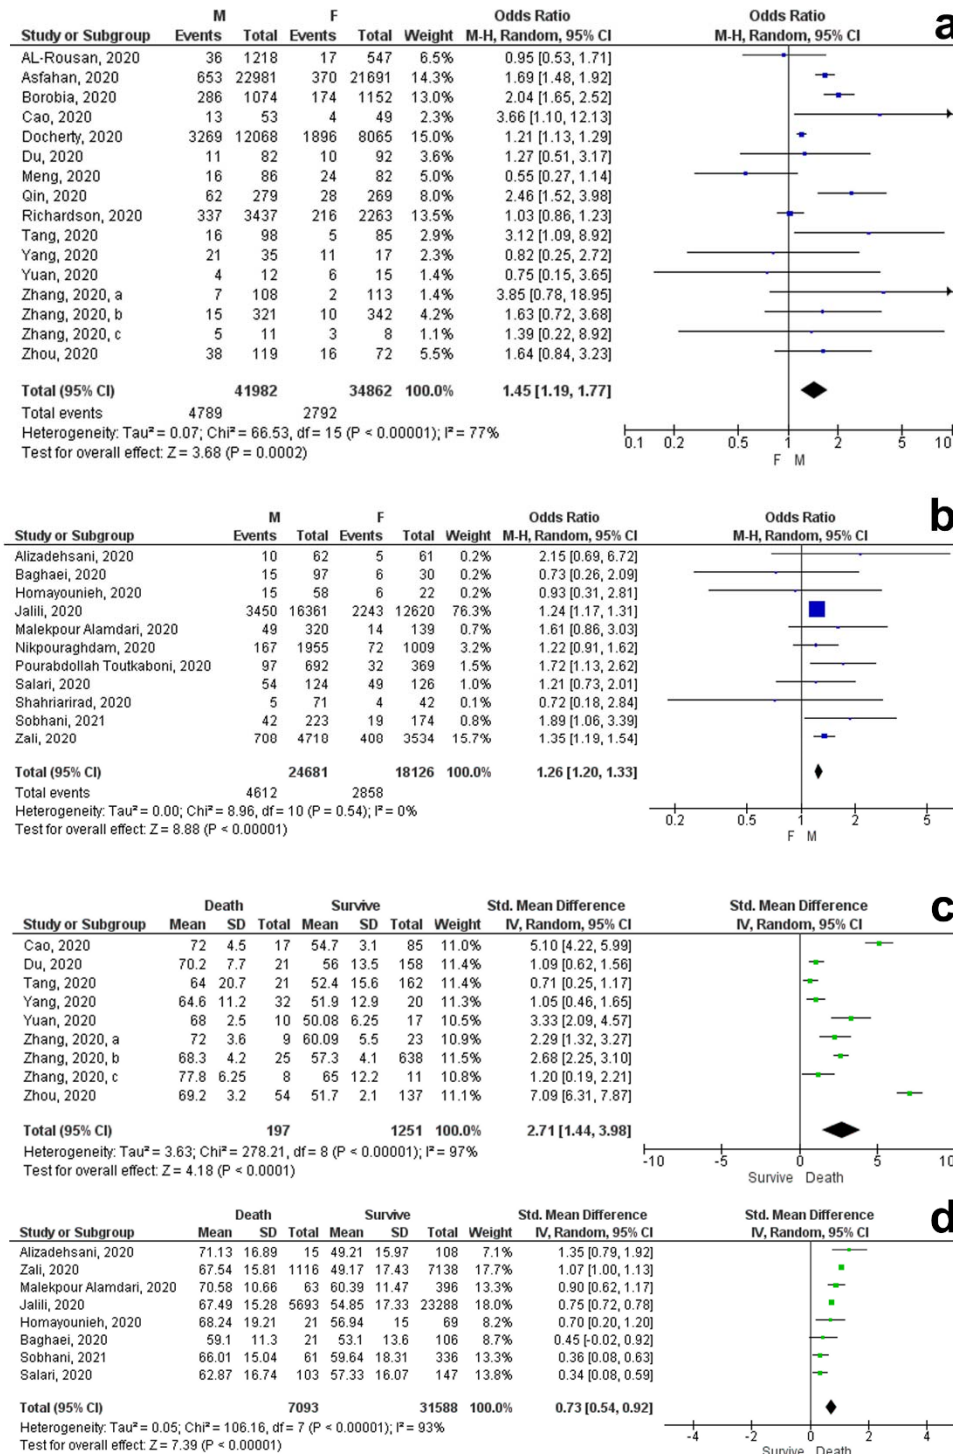 a
M F Odds Ratio Odds Ratio
Study or Subgroup Events Total Events Total Weight M-H, Random, 95% CI M-H, Random, 95% CI
AL-Rousan, 2020 36 1218 17 547 6.5% 0.95 [0.53, 1.71]
Asfahan, 2020 653 22981 370 21691 14.3% 1.69 [1.48, 1.92]
Borobia, 2020 286 1074 174 1152 13.0% 2.04 [1.65, 2.52]
Cao, 2020 13 53 4 49 2.3% 3.66 [1.10, 12.13]
Docherty, 2020 3269 12068 1896 8065 15.0% 1.21 [1.13, 1.29]
Du, 2020 11 82 10 92 3.6% 1.27 [0.51, 3.17]
Meng, 2020 16 86 24 82 5.3% 0.55 [0.27, 1.14]
Qin, 2020 62 279 28 269 8.0% 2.46 [1.52, 3.98]
Richardson, 2020 337 3437 216 2263 13.5% 1.03 [0.86, 1.23]
Tang, 2020 16 98 5 85 2.9% 3.12 [1.09, 8.92]
Yang, 2020 21 35 11 17 2.4% 0.82 [0.25, 2.72]
Yuan, 2020 4 12 6 15 1.4% 0.75 [0.15, 3.65]
Zhang, 2020, a 7 108 2 113 1.4% 3.85 [0.78, 18.95]
Zhang, 2020, b 15 321 10 342 4.2% 1.63 [0.72, 3.68]
Zhang, 2020, c 5 11 3 8 1.1% 1.39 [0.22, 8.92]
Zhou, 2020 38 119 16 72 5.5% 1.64 [0.84, 3.23]
Total (95% CI) 41982 34862 100.0% 1.45 [1.19, 1.77]
Total events 4789 2792
Heterogeneity: Tau² = 0.07; Chi² = 66.53, df = 15 (P < 0.00001); I² = 77%
Test for overall effect: Z = 3.68 (P = 0.0002)
0.1 0.2 0.5 1 2 5 10
F M
b
M F Odds Ratio Odds Ratio
Study or Subgroup Events Total Events Total Weight M-H, Random, 95% CI M-H, Random, 95% CI
Alizadehsani, 2020 10 62 5 61 0.2% 2.15 [0.69, 6.72]
Baghaei, 2020 15 97 6 30 0.2% 0.73 [0.26, 2.09]
Homayounieh, 2020 15 58 6 22 0.2% 0.93 [0.31, 2.81]
Jalili, 2020 3450 16361 2243 12620 76.3% 1.24 [1.17, 1.31]
Malekpour Alamdari, 2020 49 320 14 139 0.7% 1.61 [0.86, 3.03]
Nikpouraghdam, 2020 167 1955 72 1009 3.2% 1.22 [0.91, 1.62]
Pourabdollah Toutkaboni, 2020 97 692 32 369 1.5% 1.72 [1.13, 2.62]
Salari, 2020 54 124 49 126 1.0% 1.21 [0.73, 2.01]
Shahriarirad, 2020 5 71 4 42 0.1% 0.72 [0.18, 2.84]
Sobhani, 2021 42 223 19 174 0.8% 1.89 [1.06, 3.39]
Zali, 2020 708 4718 408 3534 15.7% 1.35 [1.19, 1.54]
Total (95% CI) 24681 18126 100.0% 1.26 [1.20, 1.33]
Total events 4612 2858
Heterogeneity: Tau² = 0.00; Chi² = 8.96, df = 10 (P = 0.54); I² = 0%
Test for overall effect: Z = 8.88 (P < 0.00001)
0.2 0.5 1 2 5
F M
c
Death Survive Std. Mean Difference Std. Mean Difference
Study or Subgroup Mean SD Total Mean SD Total Weight IV, Random, 95% CI IV, Random, 95% CI
Cao, 2020 72 4.5 17 54.7 3.1 85 11.0% 5.10 [4.22, 5.99]
Du, 2020 70.2 7.7 21 56 13.5 158 11.4% 1.09 [0.62, 1.56]
Tang, 2020 64 20.7 21 52.4 15.6 162 11.4% 0.71 [0.25, 1.17]
Yang, 2020 64.6 11.2 32 51.9 12.9 20 11.3% 1.05 [0.46, 1.65]
Yuan, 2020 68 2.5 10 50.08 6.25 17 10.5% 3.33 [2.09, 4.57]
Zhang, 2020, a 72 3.6 9 60.09 5.5 23 10.9% 2.29 [1.32, 3.27]
Zhang, 2020, b 68.3 4.2 25 57.3 4.1 638 11.5% 2.68 [2.25, 3.10]
Zhang, 2020, c 77.8 6.25 8 65 12.2 11 10.8% 1.20 [0.19, 2.21]
Zhou, 2020 69.2 3.2 54 51.7 2.1 137 11.1% 7.09 [6.31, 7.87]
Total (95% CI) 197 1251 100.0% 2.71 [1.44, 3.98]
Heterogeneity: Tau² = 3.63; Chi² = 278.21, df = 8 (P < 0.00001); I² = 97%
Test for overall effect: Z = 4.18 (P < 0.0001)
-10 -5 0 5 10
Survive Death
d
Death Survive Std. Mean Difference Std. Mean Difference
Study or Subgroup Mean SD Total Mean SD Total Weight IV, Random, 95% CI IV, Random, 95% CI
Alizadehsani, 2020 71.13 16.89 15 49.21 15.97 108 7.1% 1.35 [0.79, 1.92]
Zali, 2020 67.54 15.81 1116 49.17 17.43 7138 17.7% 1.07 [1.00, 1.13]
Malekpour Alamdari, 2020 70.58 10.66 63 60.39 11.47 396 13.3% 0.90 [0.62, 1.17]
Jalili, 2020 67.49 15.28 5693 54.85 17.33 23288 18.0% 0.75 [0.72, 0.78]
Homayounieh, 2020 68.24 19.21 21 56.94 15 69 8.2% 0.70 [0.20, 1.20]
Baghaei, 2020 59.1 11.3 21 53.1 13.6 106 8.7% 0.45 [-0.02, 0.92]
Sobhani, 2021 66.01 15.04 61 59.64 18.31 336 13.3% 0.36 [0.08, 0.63]
Salari, 2020 62.87 16.74 103 57.33 16.07 147 13.8% 0.34 [0.08, 0.59]
Total (95% CI) 7093 31588 100.0% 0.73 [0.54, 0.92]
Heterogeneity: Tau² = 0.05; Chi² = 106.16, df = 7 (P < 0.00001); I² = 93%
Test for overall effect: Z = 7.39 (P < 0.00001)
-4 -2 0 2 4
Survive Death